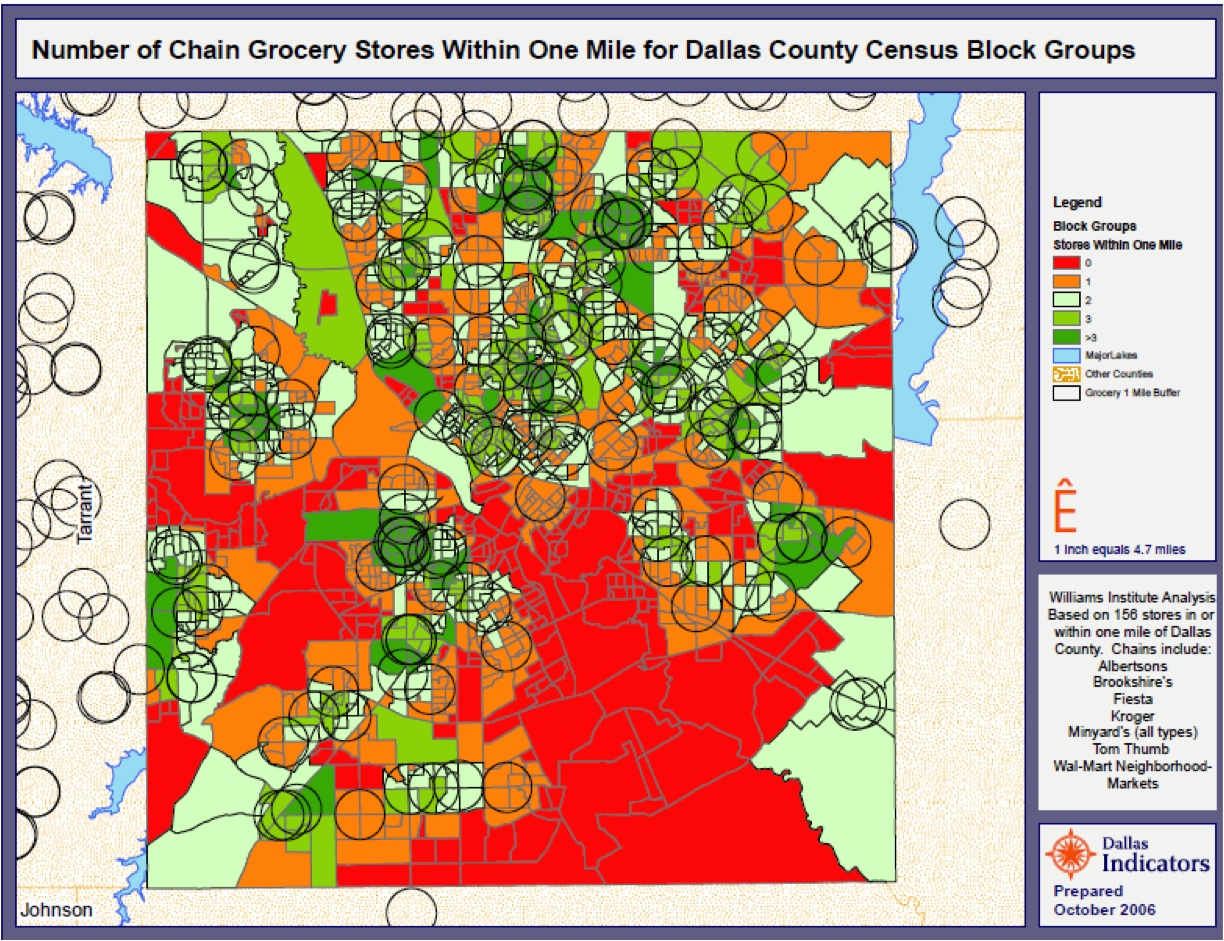 Number of Chain Grocery Stores Within One Mile for Dallas County Census Block Groups
Tarrant
Johnson
Legend
Block Groups
Stores Within One Mile
0
1
2
3
>3
MajorLakes
Other Counties
Grocery 1 Mile Buffer
Ê
1 inch equals 4.7 miles
Williams Institute Analysis
Based on 156 stores in or
within one mile of Dallas
County. Chains include:
Albertsons
Brookshire's
Fiesta
Kroger
Minyard's (all types)
Tom Thumb
Wal-Mart Neighborhood-
Markets
Dallas
Indicators
Prepared
October 2006